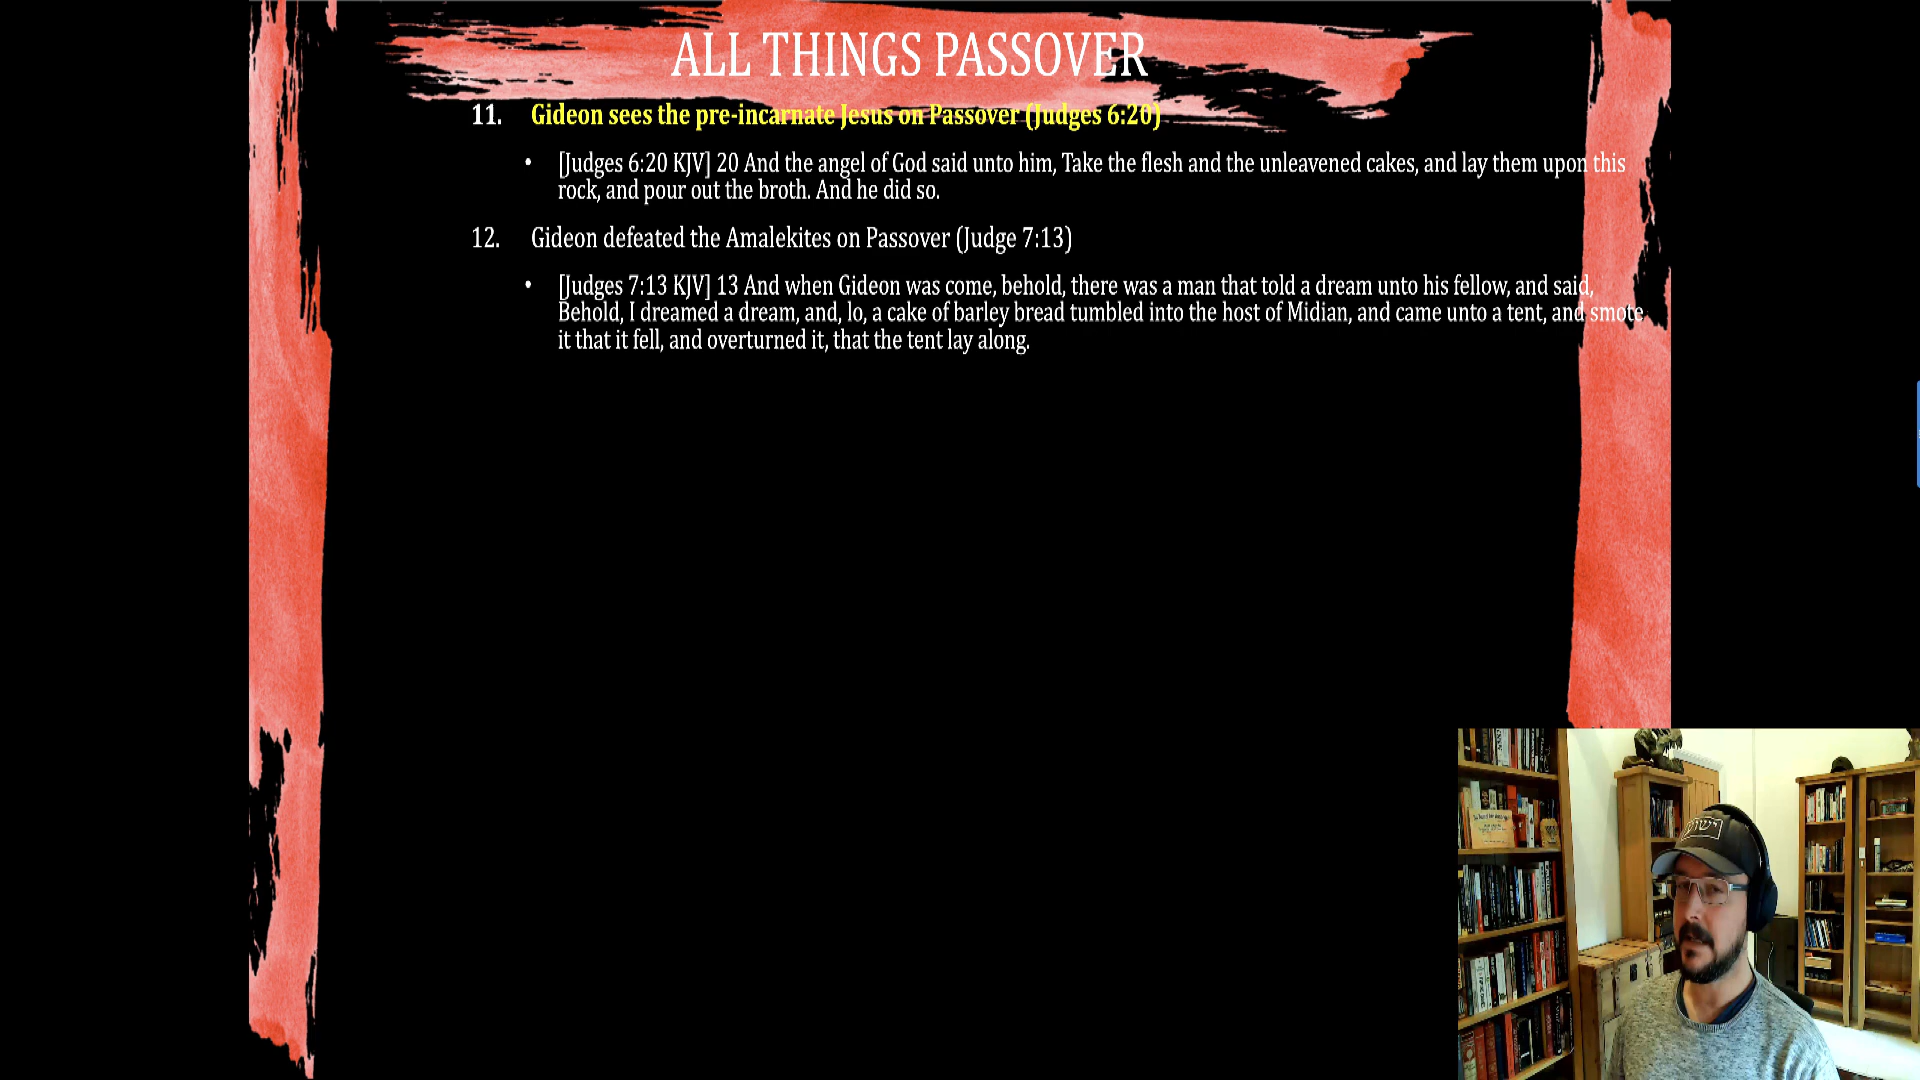 ALL THINGS PASSOVER
11. Gideon sees the pre-incarnate Jesus on Passover (Judges 6:20)
• [Judges 6:20 KJV] 20 And the angel of God said unto him, Take the flesh and the unleavened cakes, and lay them upon this
rock, and pour out the broth. And he did so.
12. Gideon defeated the Amalekites on Passover (Judge 7:13)
• [Judges 7:13 KJV] 13 And when Gideon was come, behold, there was a man that told a dream unto his fellow, and said,
Behold, I dreamed a dream, and, lo, a cake of barley bread tumbled into the host of Midian, and came unto a tent, and smote
it that it fell, and overturned it, that the tent lay along.